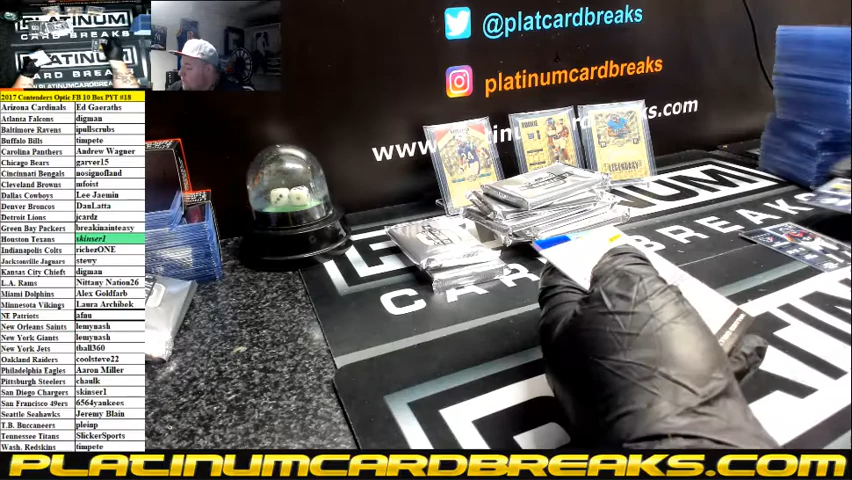 @platcardbreaks
platinumcardbreaks
www.
s.com
2017 Contenders Optic FB 10 Box PYT #18
Arizona Cardinals Ed Gaeraths
Atlanta Falcons digman
Baltimore Ravens ipullscrubs
Buffalo Bills timpete
Carolina Panthers Andrew Wagner
Chicago Bears garver15
Cincinnati Bengals nosignofland
Cleveland Browns mfoist
Dallas Cowboys Lee Jaemin
Denver Broncos DanLatta
Detroit Lions jcardz
Green Bay Packers breakinainteasy
Houston Texans skinser1
Indianapolis Colts rickerONE
Jacksonville Jaguars stewy
Kansas City Chiefs digman
L.A. Rams Nittany Nation26
Miami Dolphins Alex Goldfarb
Minnesota Vikings Laura Archibek
NE Patriots afnu
New Orleans Saints lemynash
New York Giants lemynash
New York Jets tball360
Oakland Raiders coolsteve22
Philadelphia Eagles Aaron Miller
Pittsburgh Steelers chaulk
San Diego Chargers skinser1
San Francisco 49ers 6564yankees
Seattle Seahawks Jeremy Blain
T.B. Buccaneers pleinp
Tennessee Titans SlickerSports
Wash. Redskins timpete
LEGENDARY
PLATINUM
CARD BREAKS
NUM
BREAKS
CAR
PLATINUMCARDBREAKS.COM